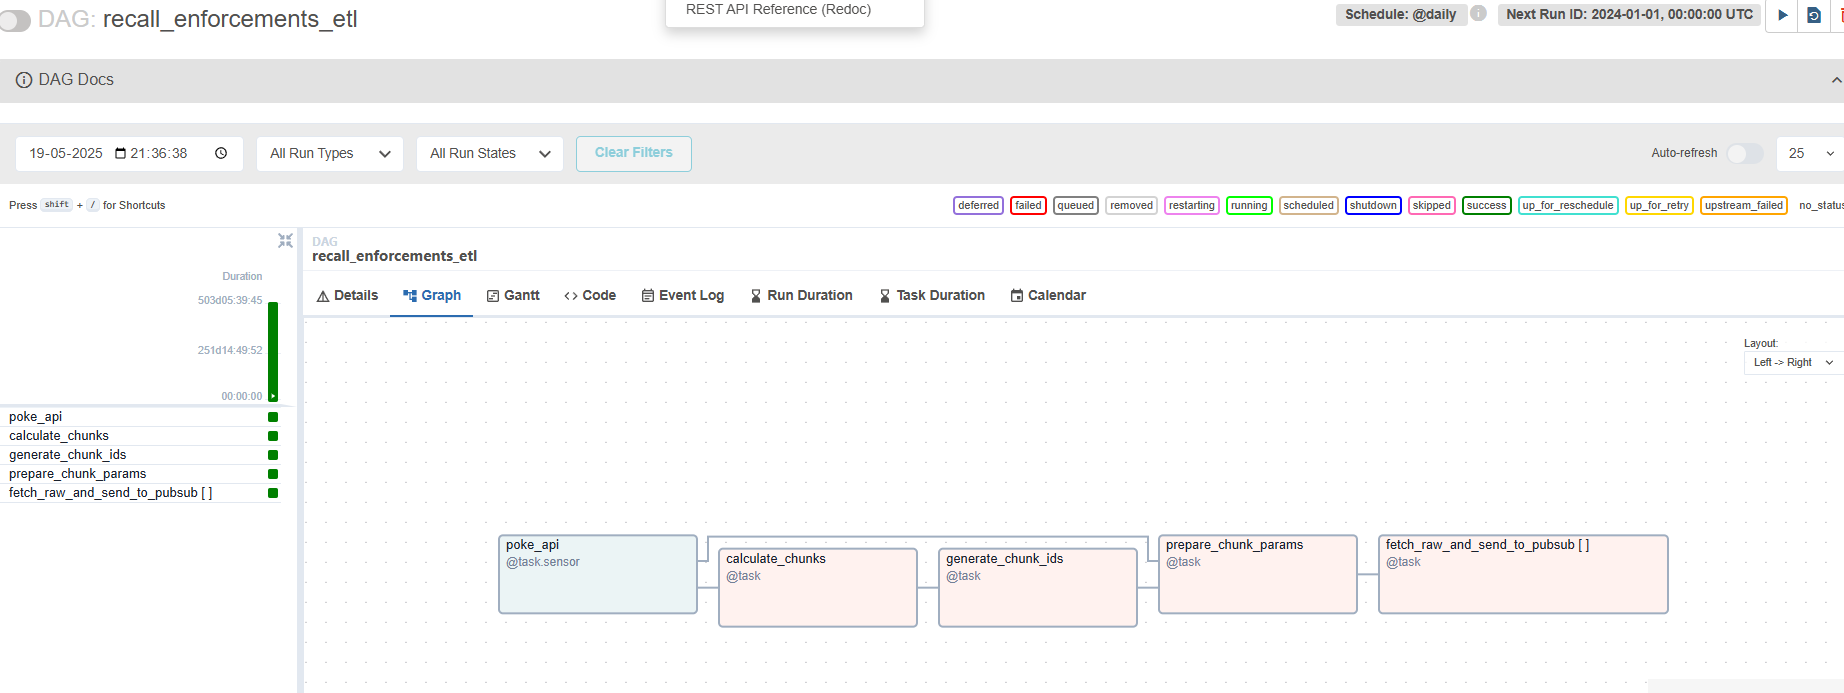 REST API Reference (Redoc)
DAG: recall_enforcements_etl
Schedule: @daily
Next Run ID: 2024-01-01, 00:00:00 UTC
DAG Docs
19-05-2025 21:36:38
All Run Types
All Run States
Clear Filters
Auto-refresh
25
Press shift + / for Shortcuts
deferred failed queued removed restarting running scheduled shutdown skipped success up_for_reschedule up_for_retry upstream_failed no_status
DAG
recall_enforcements_etl
Duration
503d05:39:45
251d14:49:52
00:00:00
poke_api
calculate_chunks
generate_chunk_ids
prepare_chunk_params
fetch_raw_and_send_to_pubsub [ ]
Details Graph Gantt Code Event Log Run Duration Task Duration Calendar
Layout:
Left -> Right
poke_api
@task.sensor
calculate_chunks
@task
generate_chunk_ids
@task
prepare_chunk_params
@task
fetch_raw_and_send_to_pubsub [ ]
@task